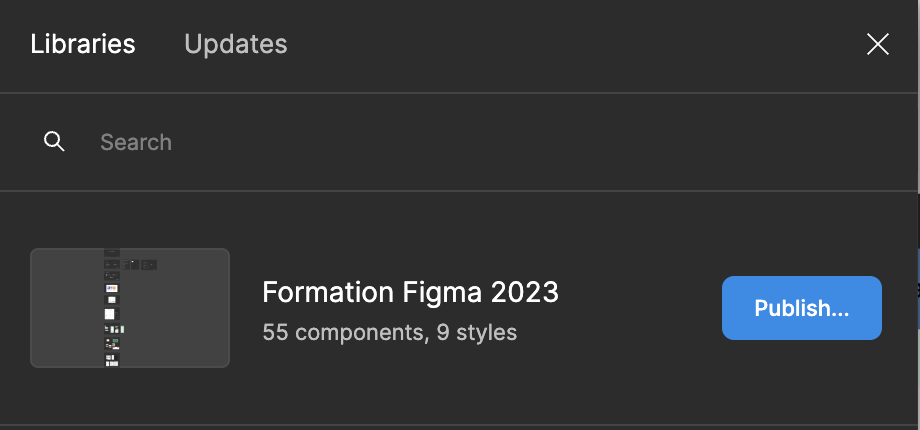 Libraries Updates
Search
Formation Figma 2023
55 components, 9 styles
Publish...